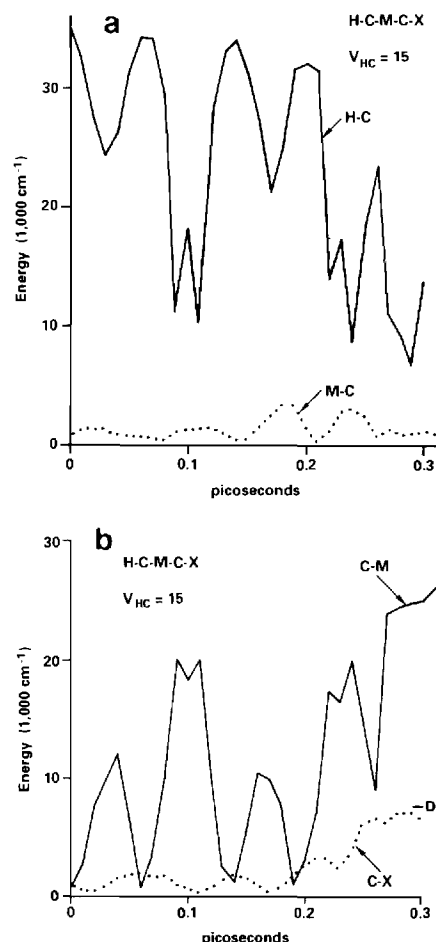 a
H-C-M-C-X
V_HC = 15
30
H-C
20
10
M-C
0
0
0.1
0.2
0.3
Energy (1,000 cm⁻¹)
picoseconds
b
30
H-C-M-C-X
C-M
V_HC = 15
20
10
D
C-X
0
0
0.1
0.2
0.3
Energy (1,000 cm⁻¹)
picoseconds